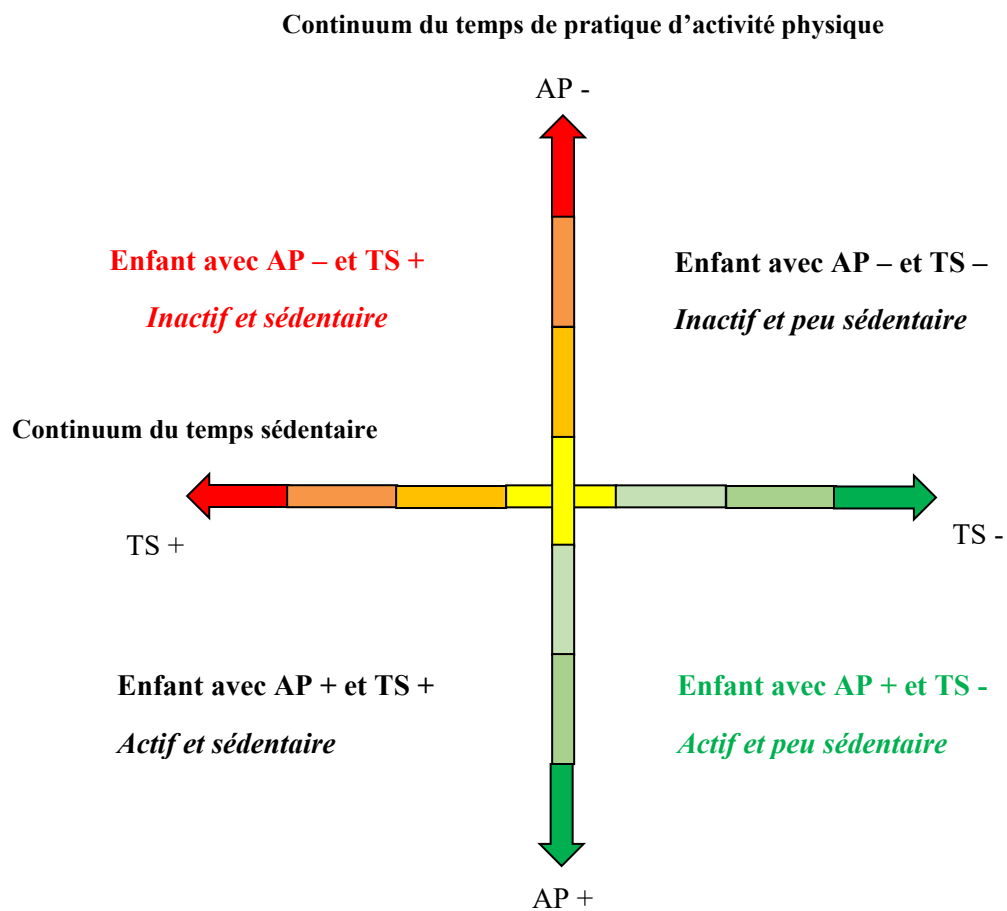 Continuum du temps de pratique d’activité physique
AP -
Enfant avec AP – et TS +
Inactif et sédentaire
Enfant avec AP – et TS –
Inactif et peu sédentaire
Continuum du temps sédentaire
TS +
TS -
Enfant avec AP + et TS +
Actif et sédentaire
Enfant avec AP + et TS -
Actif et peu sédentaire
AP +